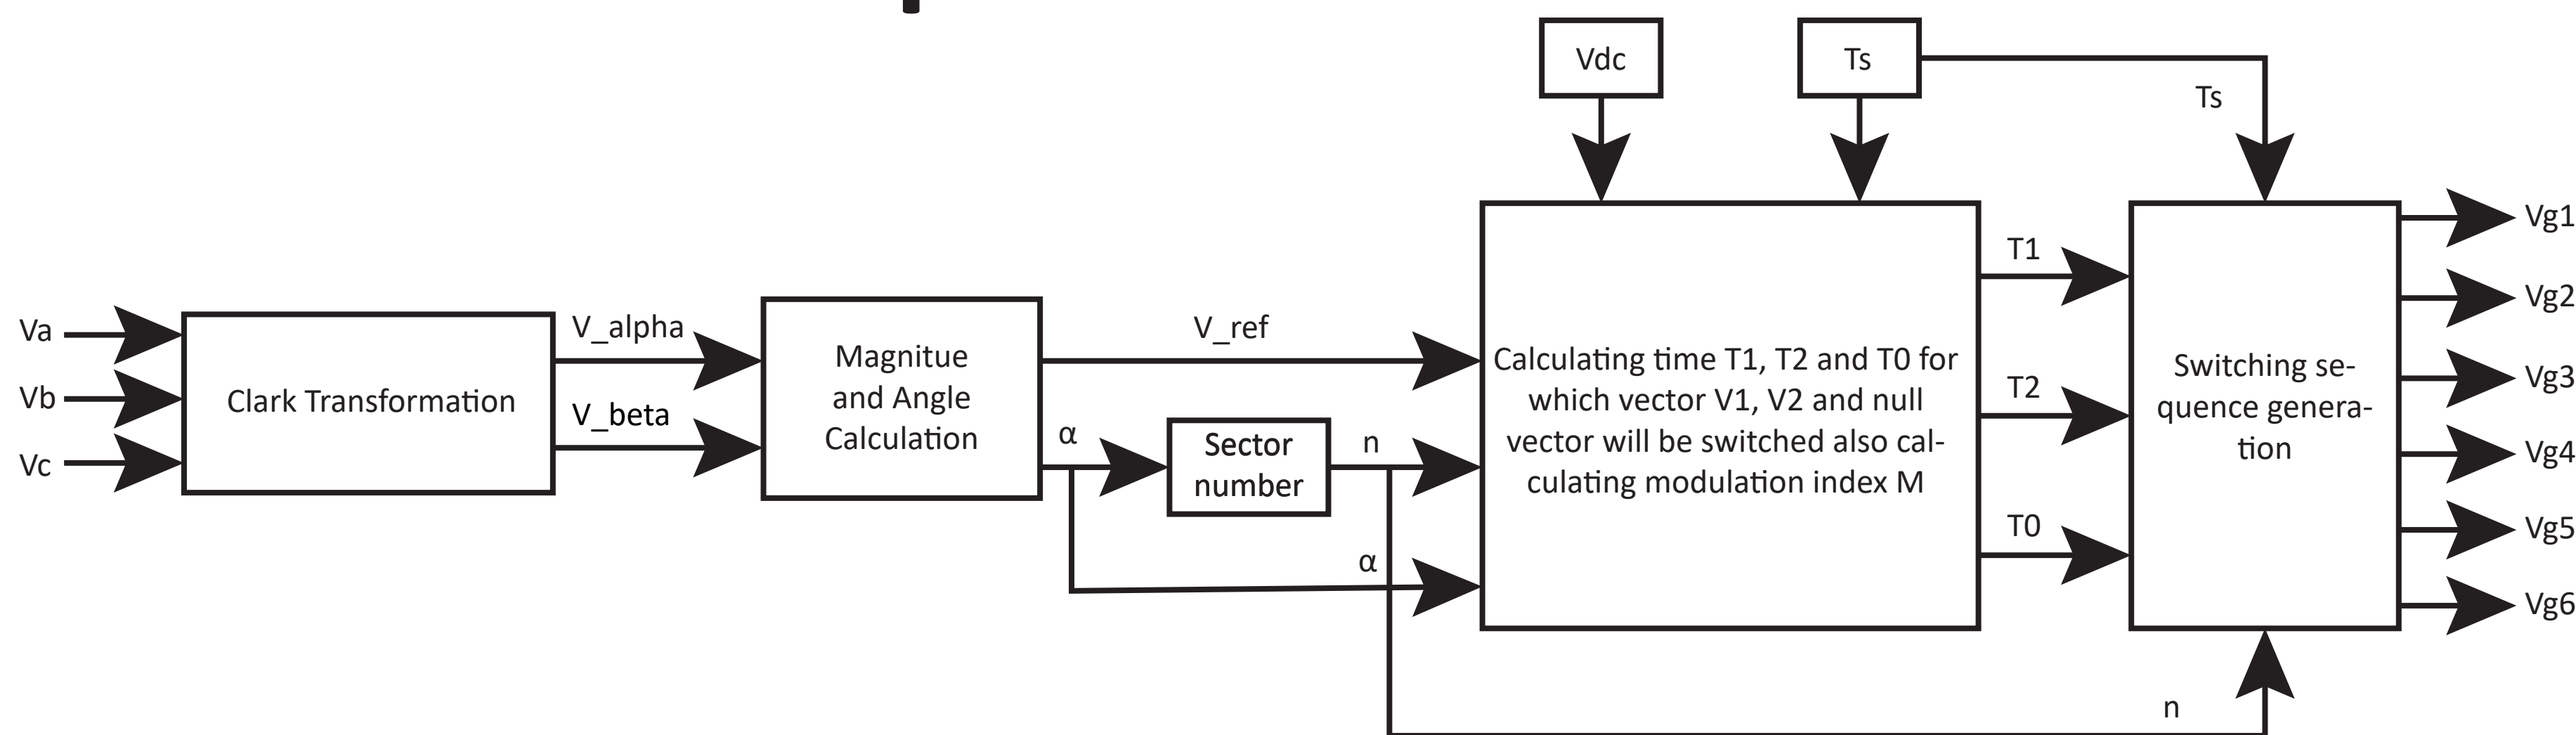 Vdc
Ts
Ts
Va
Vb
Vc
Clark Transformation
V_alpha
V_beta
Magnitue
and Angle
Calculation
V_ref
α
Sector
number
n
α
Calculating time T1, T2 and T0 for
which vector V1, V2 and null
vector will be switched also cal-
culating modulation index M
T1
T2
T0
Switching se-
quence genera-
tion
n
Vg1
Vg2
Vg3
Vg4
Vg5
Vg6